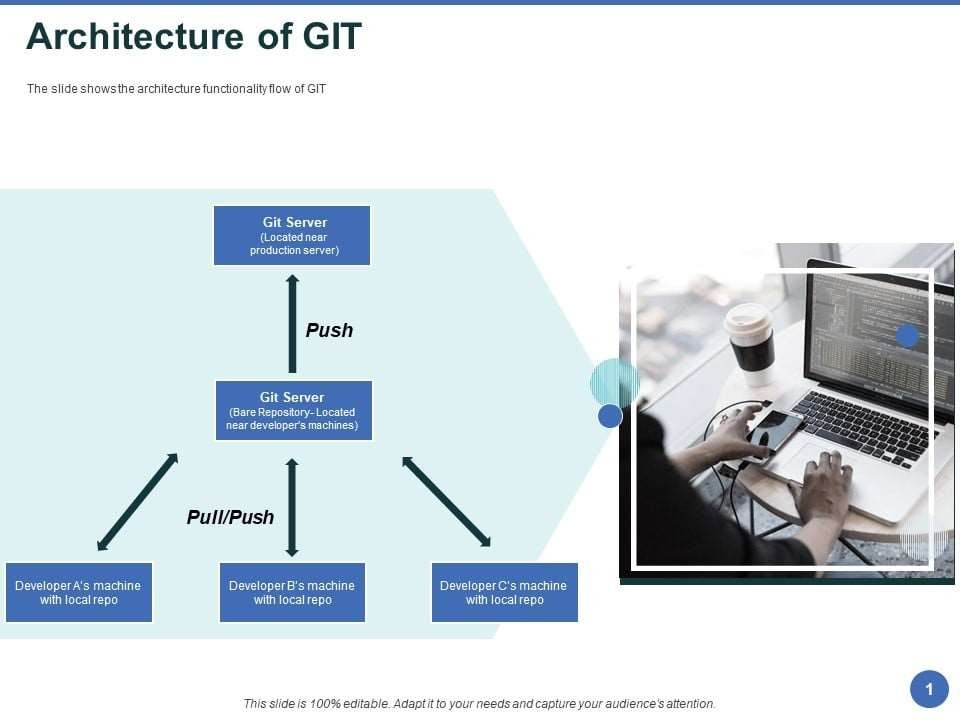 Architecture of GIT
The slide shows the architecture functionality flow of GIT
Git Server
(Located near
production server)
Push
Git Server
(Bare Repository- Located
near developer's machines)
Pull/Push
Developer A's machine
with local repo
Developer B's machine
with local repo
Developer C's machine
with local repo
1
This slide is 100% editable. Adapt it to your needs and capture your audience's attention.